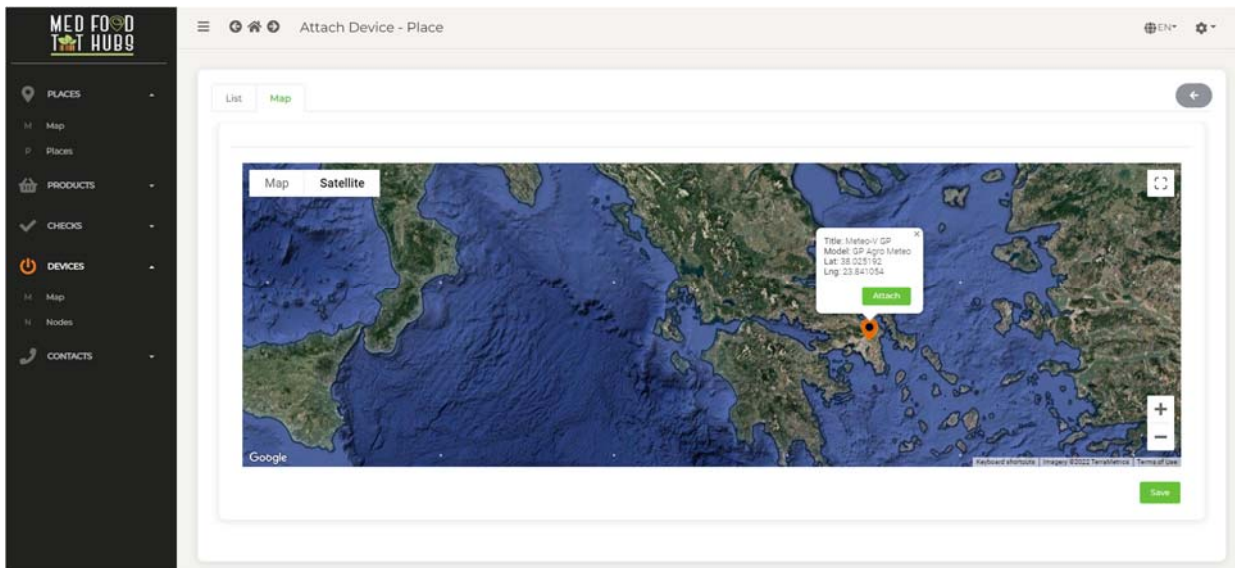 MED FOOD
TTT HUBS
Attach Device - Place
EN
PLACES
M Map
P Places
PRODUCTS
CHECKS
DEVICES
M Map
N Nodes
CONTACTS
List Map
Map Satellite
Title: Meteo-V GP
Model: GP Agro Meteo
Lat: 38.025192
Lng: 23.841054
Attach
Google
Keyboard shortcuts Imagery ©2022 TerraMetrics Terms of Use
Save